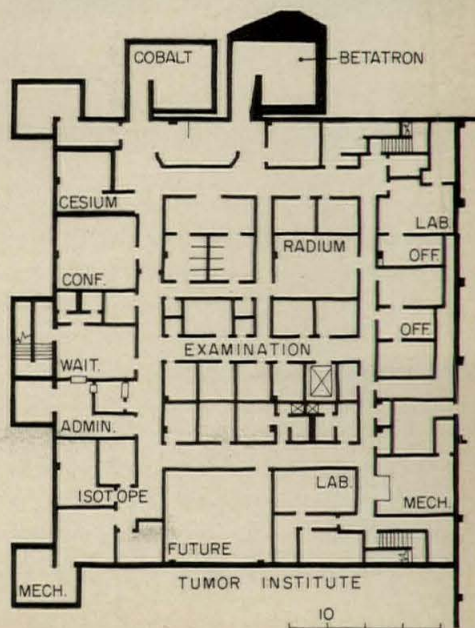 COBALT
BETATRON
CESIUM
LAB.
RADIUM
OFF.
CONF.
OFF.
EXAMINATION
WAIT.
ADMIN.
ISOTOPE
LAB.
MECH.
FUTURE
MECH.
TUMOR INSTITUTE
10